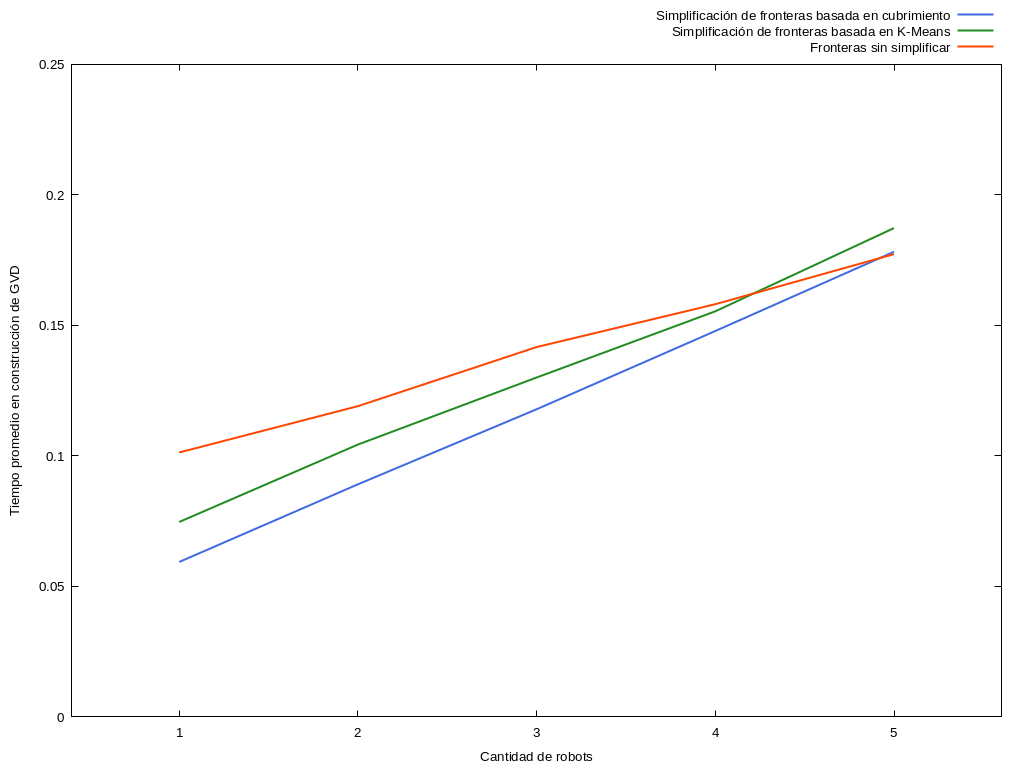 Simplificación de fronteras basada en cubrimiento
Simplificación de fronteras basada en K-Means
Fronteras sin simplificar
0.25
0.2
0.15
0.1
0.05
0
Tiempo promedio en construcción de GVD
1 2 3 4 5
Cantidad de robots